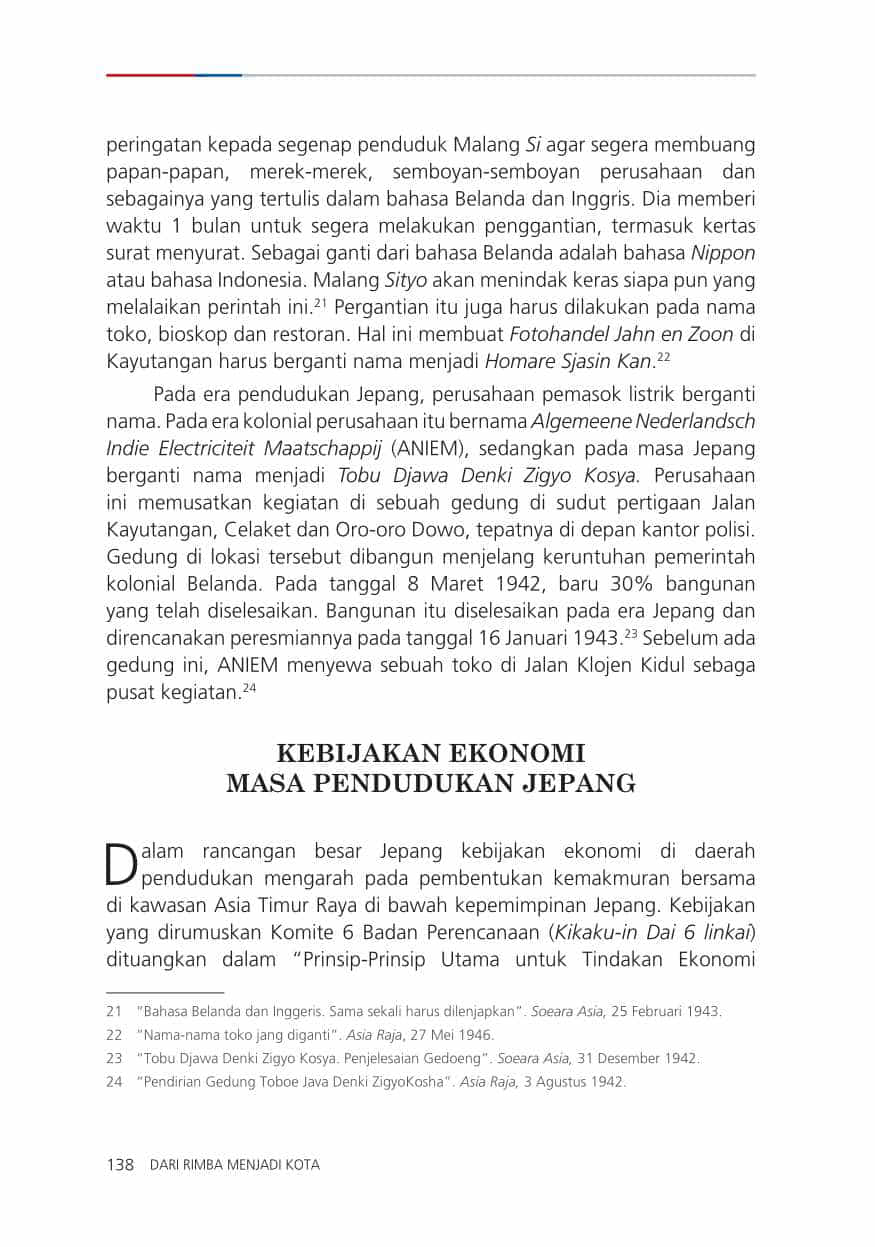 peringatan kepada segenap penduduk Malang Si agar segera membuang
papan-papan, merek-merek, semboyan-semboyan perusahaan dan
sebagainya yang tertulis dalam bahasa Belanda dan Inggris. Dia memberi
waktu 1 bulan untuk segera melakukan penggantian, termasuk kertas
surat menyurat. Sebagai ganti dari bahasa Belanda adalah bahasa Nippon
atau bahasa Indonesia. Malang Sityo akan menindak keras siapa pun yang
melalaikan perintah ini.21 Pergantian itu juga harus dilakukan pada nama
toko, bioskop dan restoran. Hal ini membuat Fotohandel Jahn en Zoon di
Kayutangan harus berganti nama menjadi Homare Sjasin Kan.22
Pada era pendudukan Jepang, perusahaan pemasok listrik berganti
nama. Pada era kolonial perusahaan itu bernama Algemeene Nederlandsch
Indie Electriciteit Maatschappij (ANIEM), sedangkan pada masa Jepang
berganti nama menjadi Tobu Djawa Denki Zigyo Kosya. Perusahaan
ini memusatkan kegiatan di sebuah gedung di sudut pertigaan Jalan
Kayutangan, Celaket dan Oro-oro Dowo, tepatnya di depan kantor polisi.
Gedung di lokasi tersebut dibangun menjelang keruntuhan pemerintah
kolonial Belanda. Pada tanggal 8 Maret 1942, baru 30% bangunan
yang telah diselesaikan. Bangunan itu diselesaikan pada era Jepang dan
direncanakan peresmiannya pada tanggal 16 Januari 1943.23 Sebelum ada
gedung ini, ANIEM menyewa sebuah toko di Jalan Klojen Kidul sebaga
pusat kegiatan.24
KEBIJAKAN EKONOMI
MASA PENDUDUKAN JEPANG
Dalam rancangan besar Jepang kebijakan ekonomi di daerah
pendudukan mengarah pada pembentukan kemakmuran bersama
di kawasan Asia Timur Raya di bawah kepemimpinan Jepang. Kebijakan
yang dirumuskan Komite 6 Badan Perencanaan (Kikaku-in Dai 6 linkai)
dituangkan dalam “Prinsip-Prinsip Utama untuk Tindakan Ekonomi
21 “Bahasa Belanda dan Inggeris. Sama sekali harus dilenjapkan”. Soeara Asia, 25 Februari 1943.
22 “Nama-nama toko jang diganti”. Asia Raja, 27 Mei 1946.
23 “Tobu Djawa Denki Zigyo Kosya. Penjelesaian Gedoeng”. Soeara Asia, 31 Desember 1942.
24 “Pendirian Gedung Toboe Java Denki ZigyoKosha”. Asia Raja, 3 Agustus 1942.
138 DARI RIMBA MENJADI KOTA